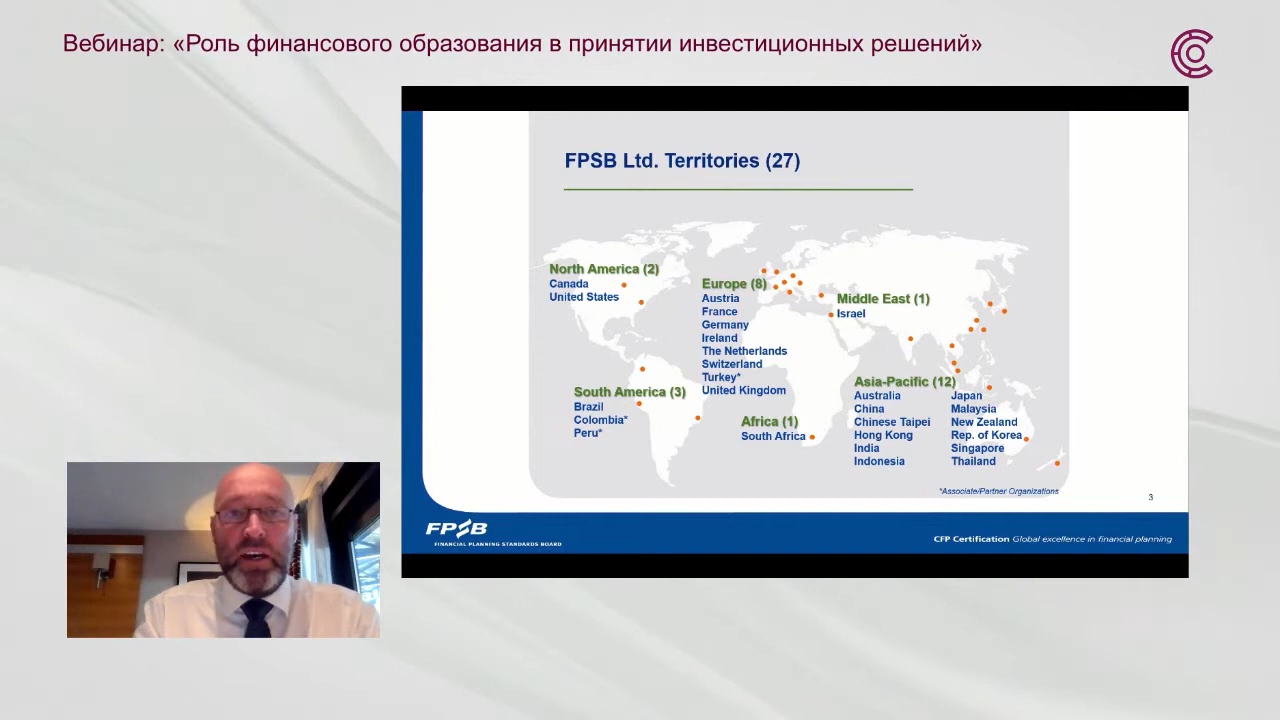 Вебинар: «Роль финансового образования в принятии инвестиционных решений»
FPSB Ltd. Territories (27)
North America (2)
Canada
United States
South America (3)
Brazil
Colombia*
Peru*
Europe (8)
Austria
France
Germany
Ireland
The Netherlands
Switzerland
Turkey*
United Kingdom
Africa (1)
South Africa
Middle East (1)
Israel
Asia-Pacific (12)
Australia
China
Chinese Taipei
Hong Kong
India
Indonesia
Japan
Malaysia
New Zealand
Rep. of Korea
Singapore
Thailand
*Associate/Partner Organizations
3
FPSB
FINANCIAL PLANNING STANDARDS BOARD
CFP Certification Global excellence in financial planning